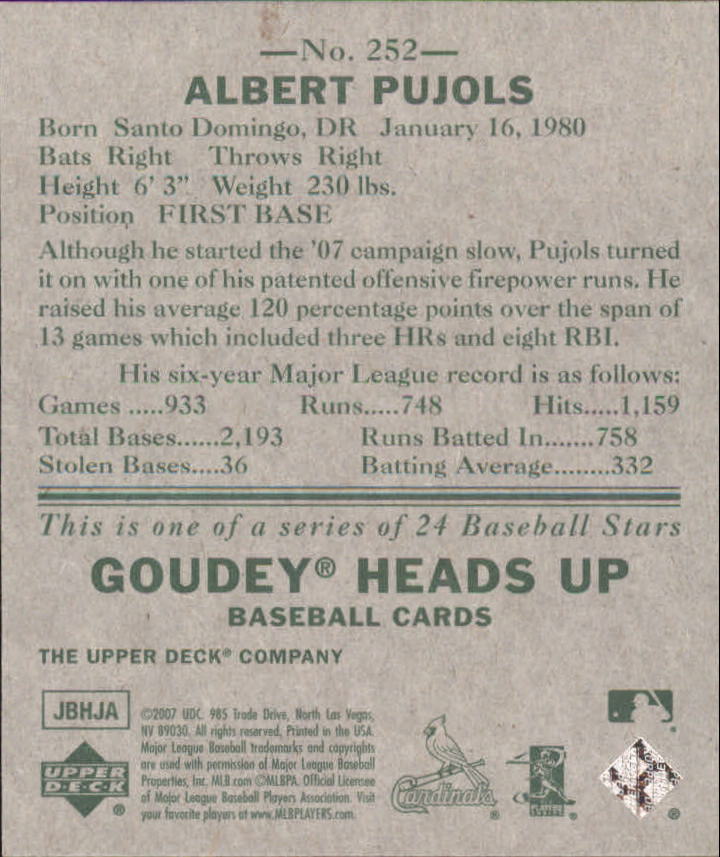 —No. 252—
ALBERT PUJOLS
Born Santo Domingo, DR January 16, 1980
Bats Right Throws Right
Height 6' 3” Weight 230 lbs.
Position FIRST BASE
Although he started the '07 campaign slow, Pujols turned
it on with one of his patented offensive firepower runs. He
raised his average 120 percentage points over the span of
13 games which included three HRs and eight RBI.
His six-year Major League record is as follows:
Games .....933 Runs.....748 Hits.....1,159
Total Bases......2,193 Runs Batted In.......758
Stolen Bases....36 Batting Average........332
This is one of a series of 24 Baseball Stars
GOUDEY® HEADS UP
BASEBALL CARDS
THE UPPER DECK® COMPANY
JBHJA
©2007 UDC. 985 Trade Drive, North Las Vegas,
NV 89030. All rights reserved. Printed in the USA.
Major League Baseball trademarks and copyrights
are used with permission of Major League Baseball
Properties, Inc. MLB.com ©MLBPA. Official Licensee
of Major League Baseball Players Association. Visit
your favorite players at www.MLBPLAYERS.com.
UPPER
DECK ®
Cardinals ®
PLAYERS
®